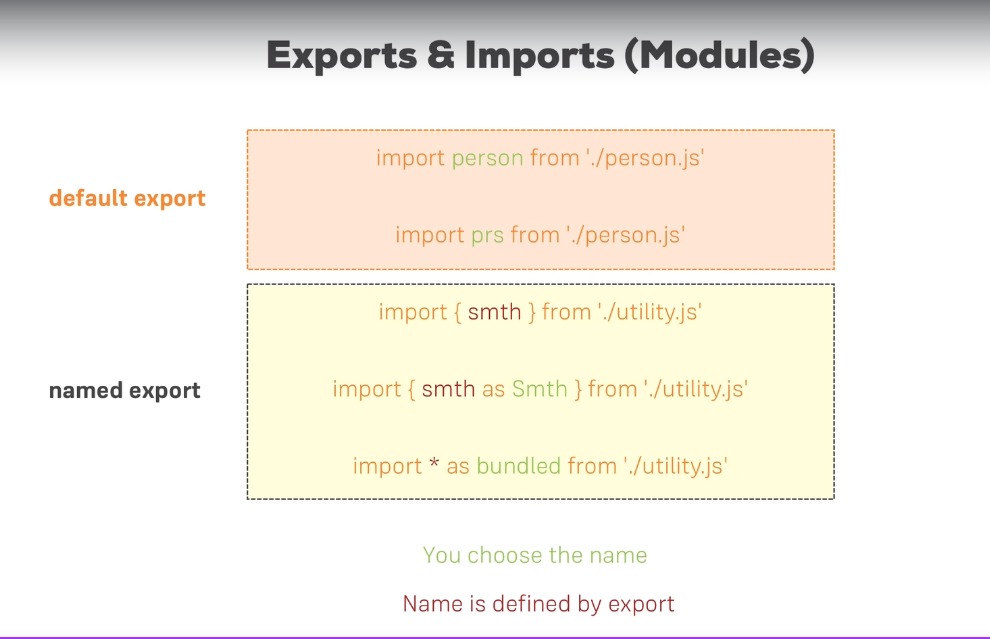 Exports & Imports (Modules)
default export
import person from './person.js'
import prs from './person.js'
named export
import { smth } from './utility.js'
import { smth as Smth } from './utility.js'
import * as bundled from './utility.js'
You choose the name
Name is defined by export